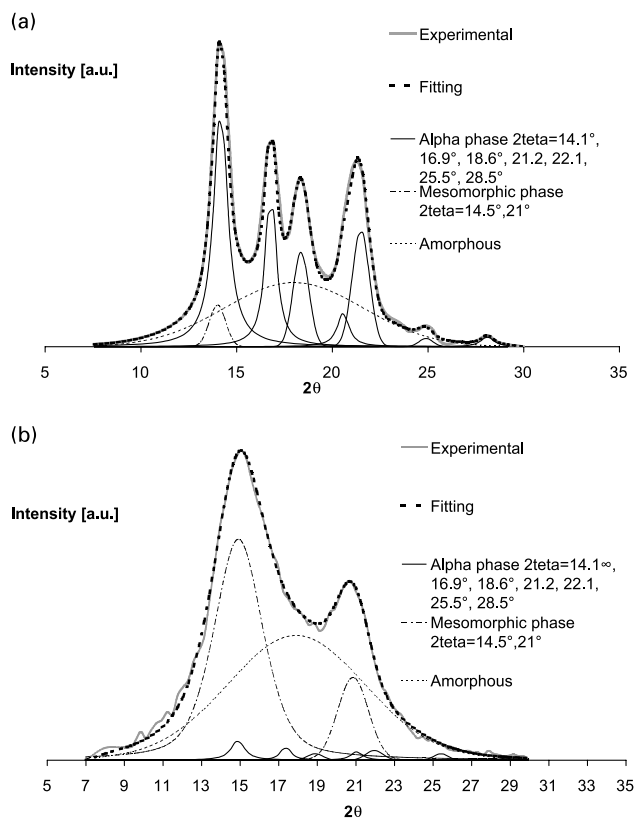 (a)
Experimental
Intensity [a.u.]
Fitting
Alpha phase 2teta=14.1°,
16.9°, 18.6°, 21.2, 22.1,
25.5°, 28.5°
Mesomorphic phase
2teta=14.5°,21°
Amorphous
5 10 15 20 25 30 35
2θ
(b)
Experimental
Intensity [a.u.]
Fitting
Alpha phase 2teta=14.1∞,
16.9°, 18.6°, 21.2, 22.1,
25.5°, 28.5°
Mesomorphic phase
2teta=14.5°,21°
Amorphous
5 7 9 11 13 15 17 19 21 23 25 27 29 31 33 35
2θ